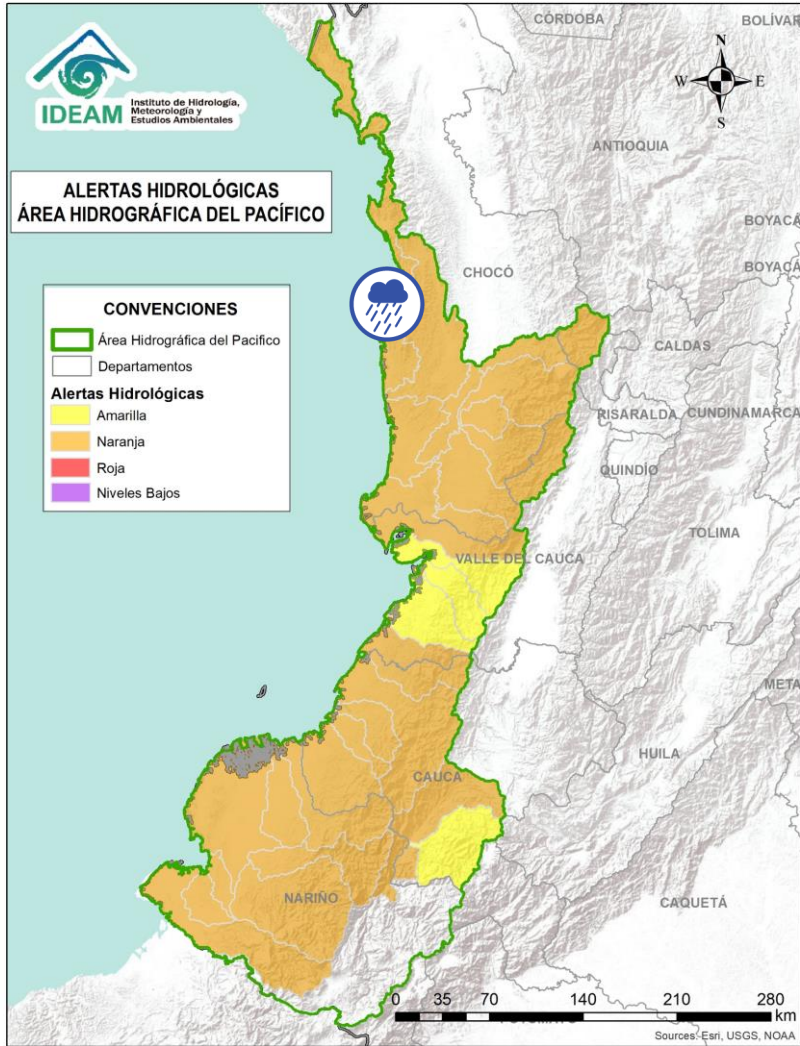 CÓRDOBA
BOLÍVAR
IDEAM
Instituto de Hidrología,
Meteorología y
Estudios Ambientales
N
W
E
S
ANTIOQUIA
ALERTAS HIDROLÓGICAS
ÁREA HIDROGRÁFICA DEL PACÍFICO
BOYACÁ
BOYACÁ
CHOCÓ
CONVENCIONES
Área Hidrográfica del Pacifico
Departamentos
Alertas Hidrológicas
Amarilla
Naranja
Roja
Niveles Bajos
CALDAS
RISARALDA
CUNDINAMARCA
QUINDÍO
TOLIMA
VALLE DEL CAUCA
META
HUILA
CAUCA
NARIÑO
CAQUETÁ
0 35 70 140 210 280
km
Sources: Esri, USGS, NOAA